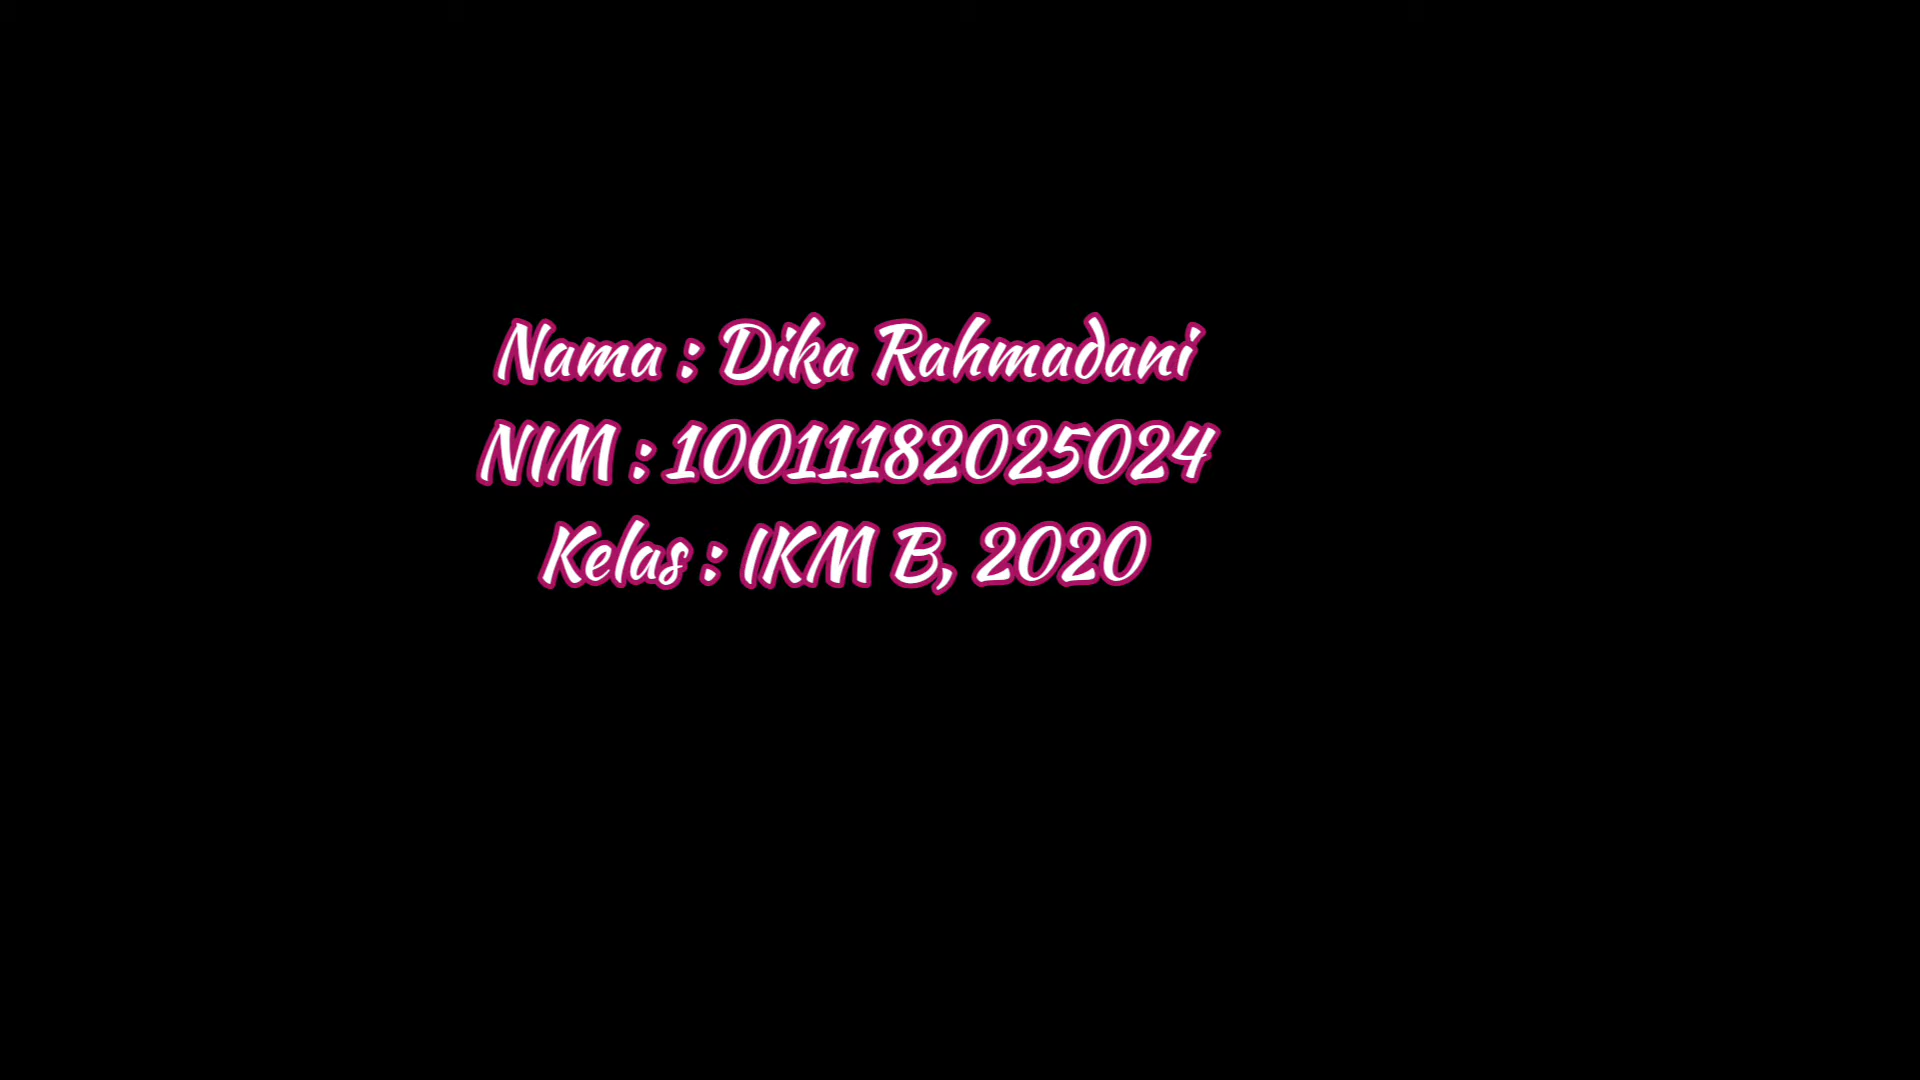 Nama : Dika Rahmadani
NIM : 10011182025024
Kelas : IKM B, 2020